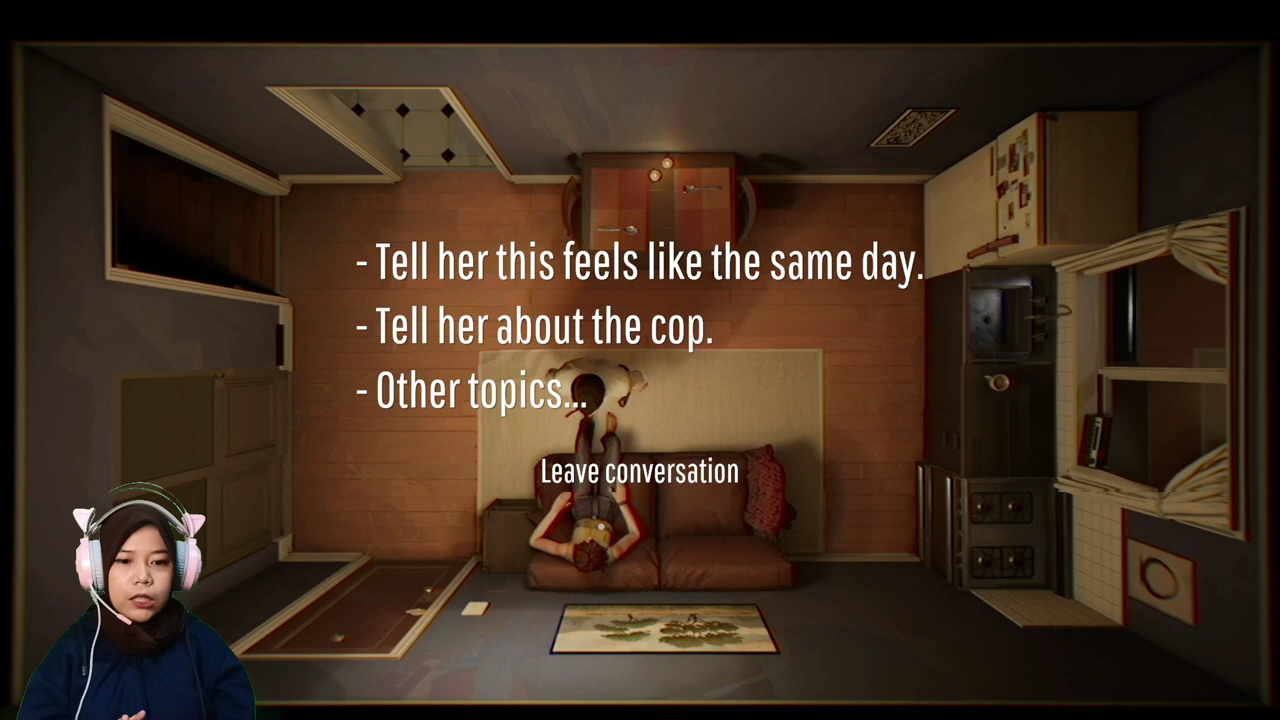 - Tell her this feels like the same day.
- Tell her about the cop.
- Other topics...
Leave conversation